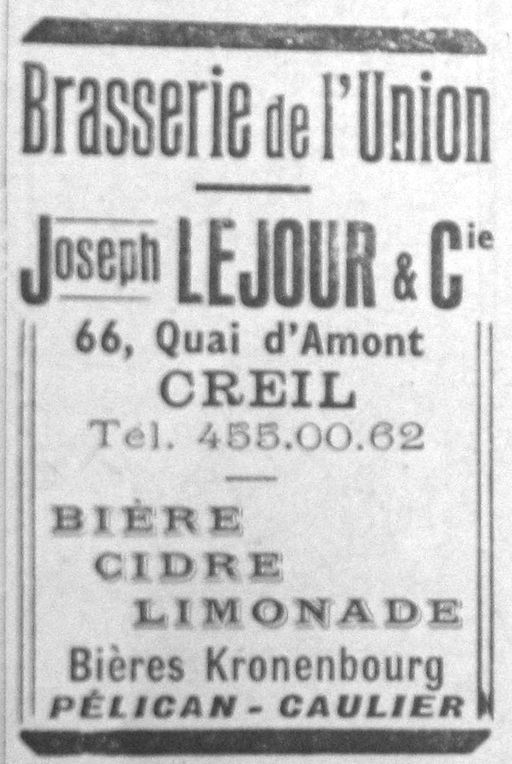 Brasserie de l'Union
Joseph LEJOUR & Cie
66, Quai d'Amont
CREIL
Tél. 455.00.62
BIÈRE
CIDRE
LIMONADE
Bières Kronenbourg
PÉLICAN - CAULIER